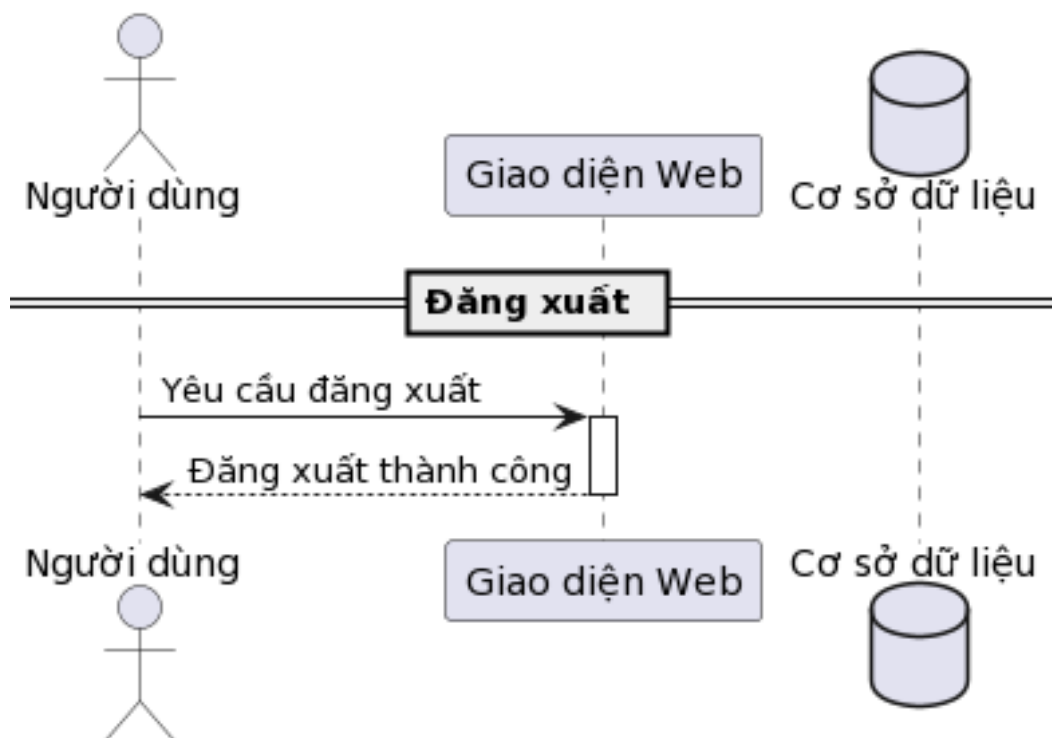 Người dùng
Giao diện Web
Cơ sở dữ liệu
Đăng xuất
Yêu cầu đăng xuất
Đăng xuất thành công
Người dùng
Giao diện Web
Cơ sở dữ liệu